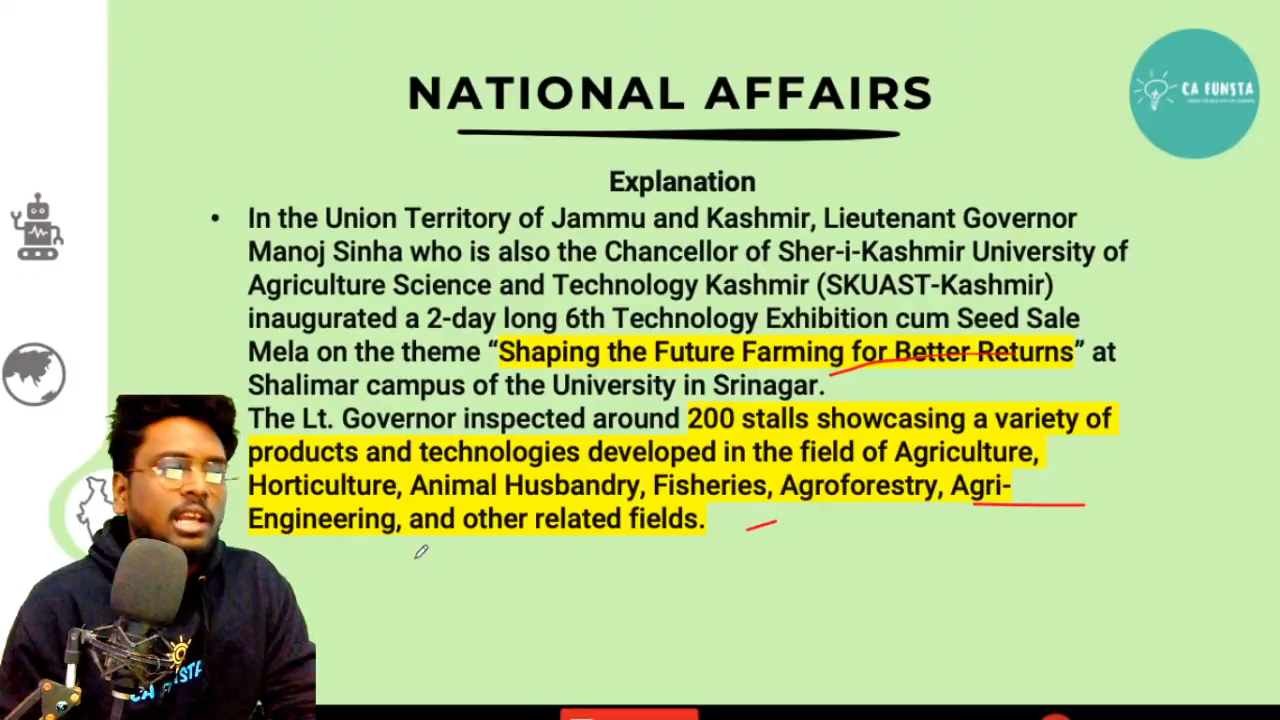 NATIONAL AFFAIRS
CA FUNSTA
Explanation
• In the Union Territory of Jammu and Kashmir, Lieutenant Governor
Manoj Sinha who is also the Chancellor of Sher-i-Kashmir University of
Agriculture Science and Technology Kashmir (SKUAST-Kashmir)
inaugurated a 2-day long 6th Technology Exhibition cum Seed Sale
Mela on the theme “Shaping the Future Farming for Better Returns” at
Shalimar campus of the University in Srinagar.
The Lt. Governor inspected around 200 stalls showcasing a variety of
products and technologies developed in the field of Agriculture,
Horticulture, Animal Husbandry, Fisheries, Agroforestry, Agri-
Engineering, and other related fields.